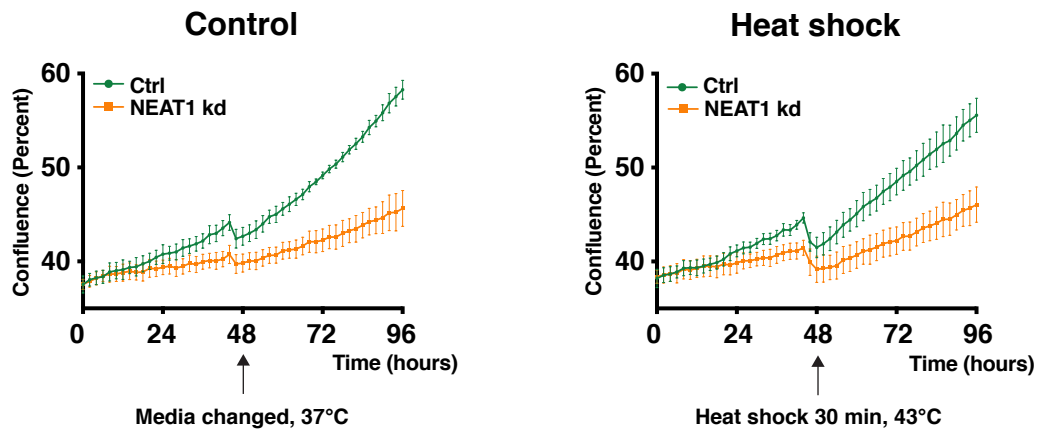 Control
60
50
40
Confluence (Percent)
Ctrl
NEAT1 kd
0 24 48 72 96
Time (hours)
Media changed, 37°C
Heat shock
60
50
40
Confluence (Percent)
Ctrl
NEAT1 kd
0 24 48 72 96
Time (hours)
Heat shock 30 min, 43°C